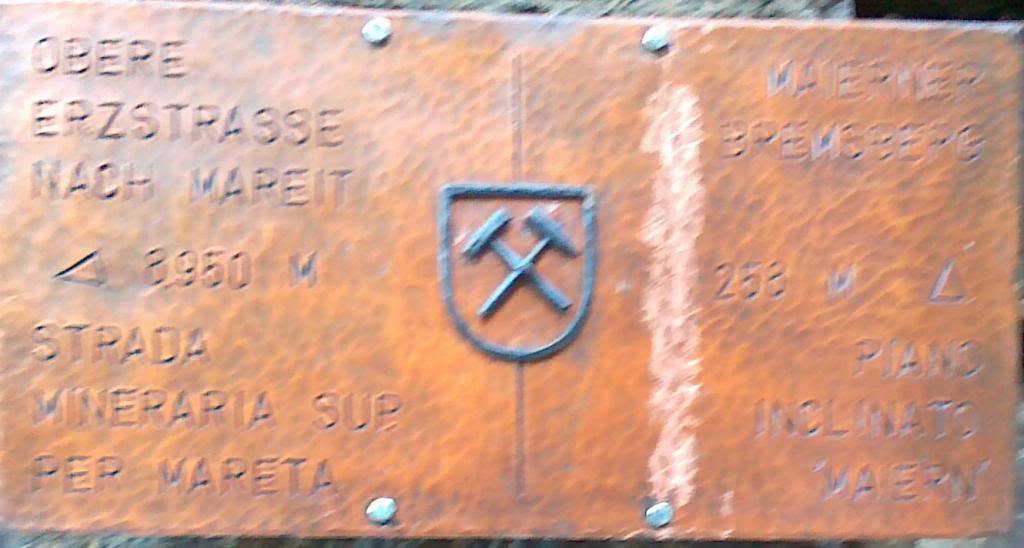 OBERE
ERZSTRASSE
NACH MAREIT
8.950 M
STRADA
MINERARIA SUP.
PER MARETA
MAIERNER
BREMSBERG
258 M
PIANO
INCLINATO
"MAIERN"